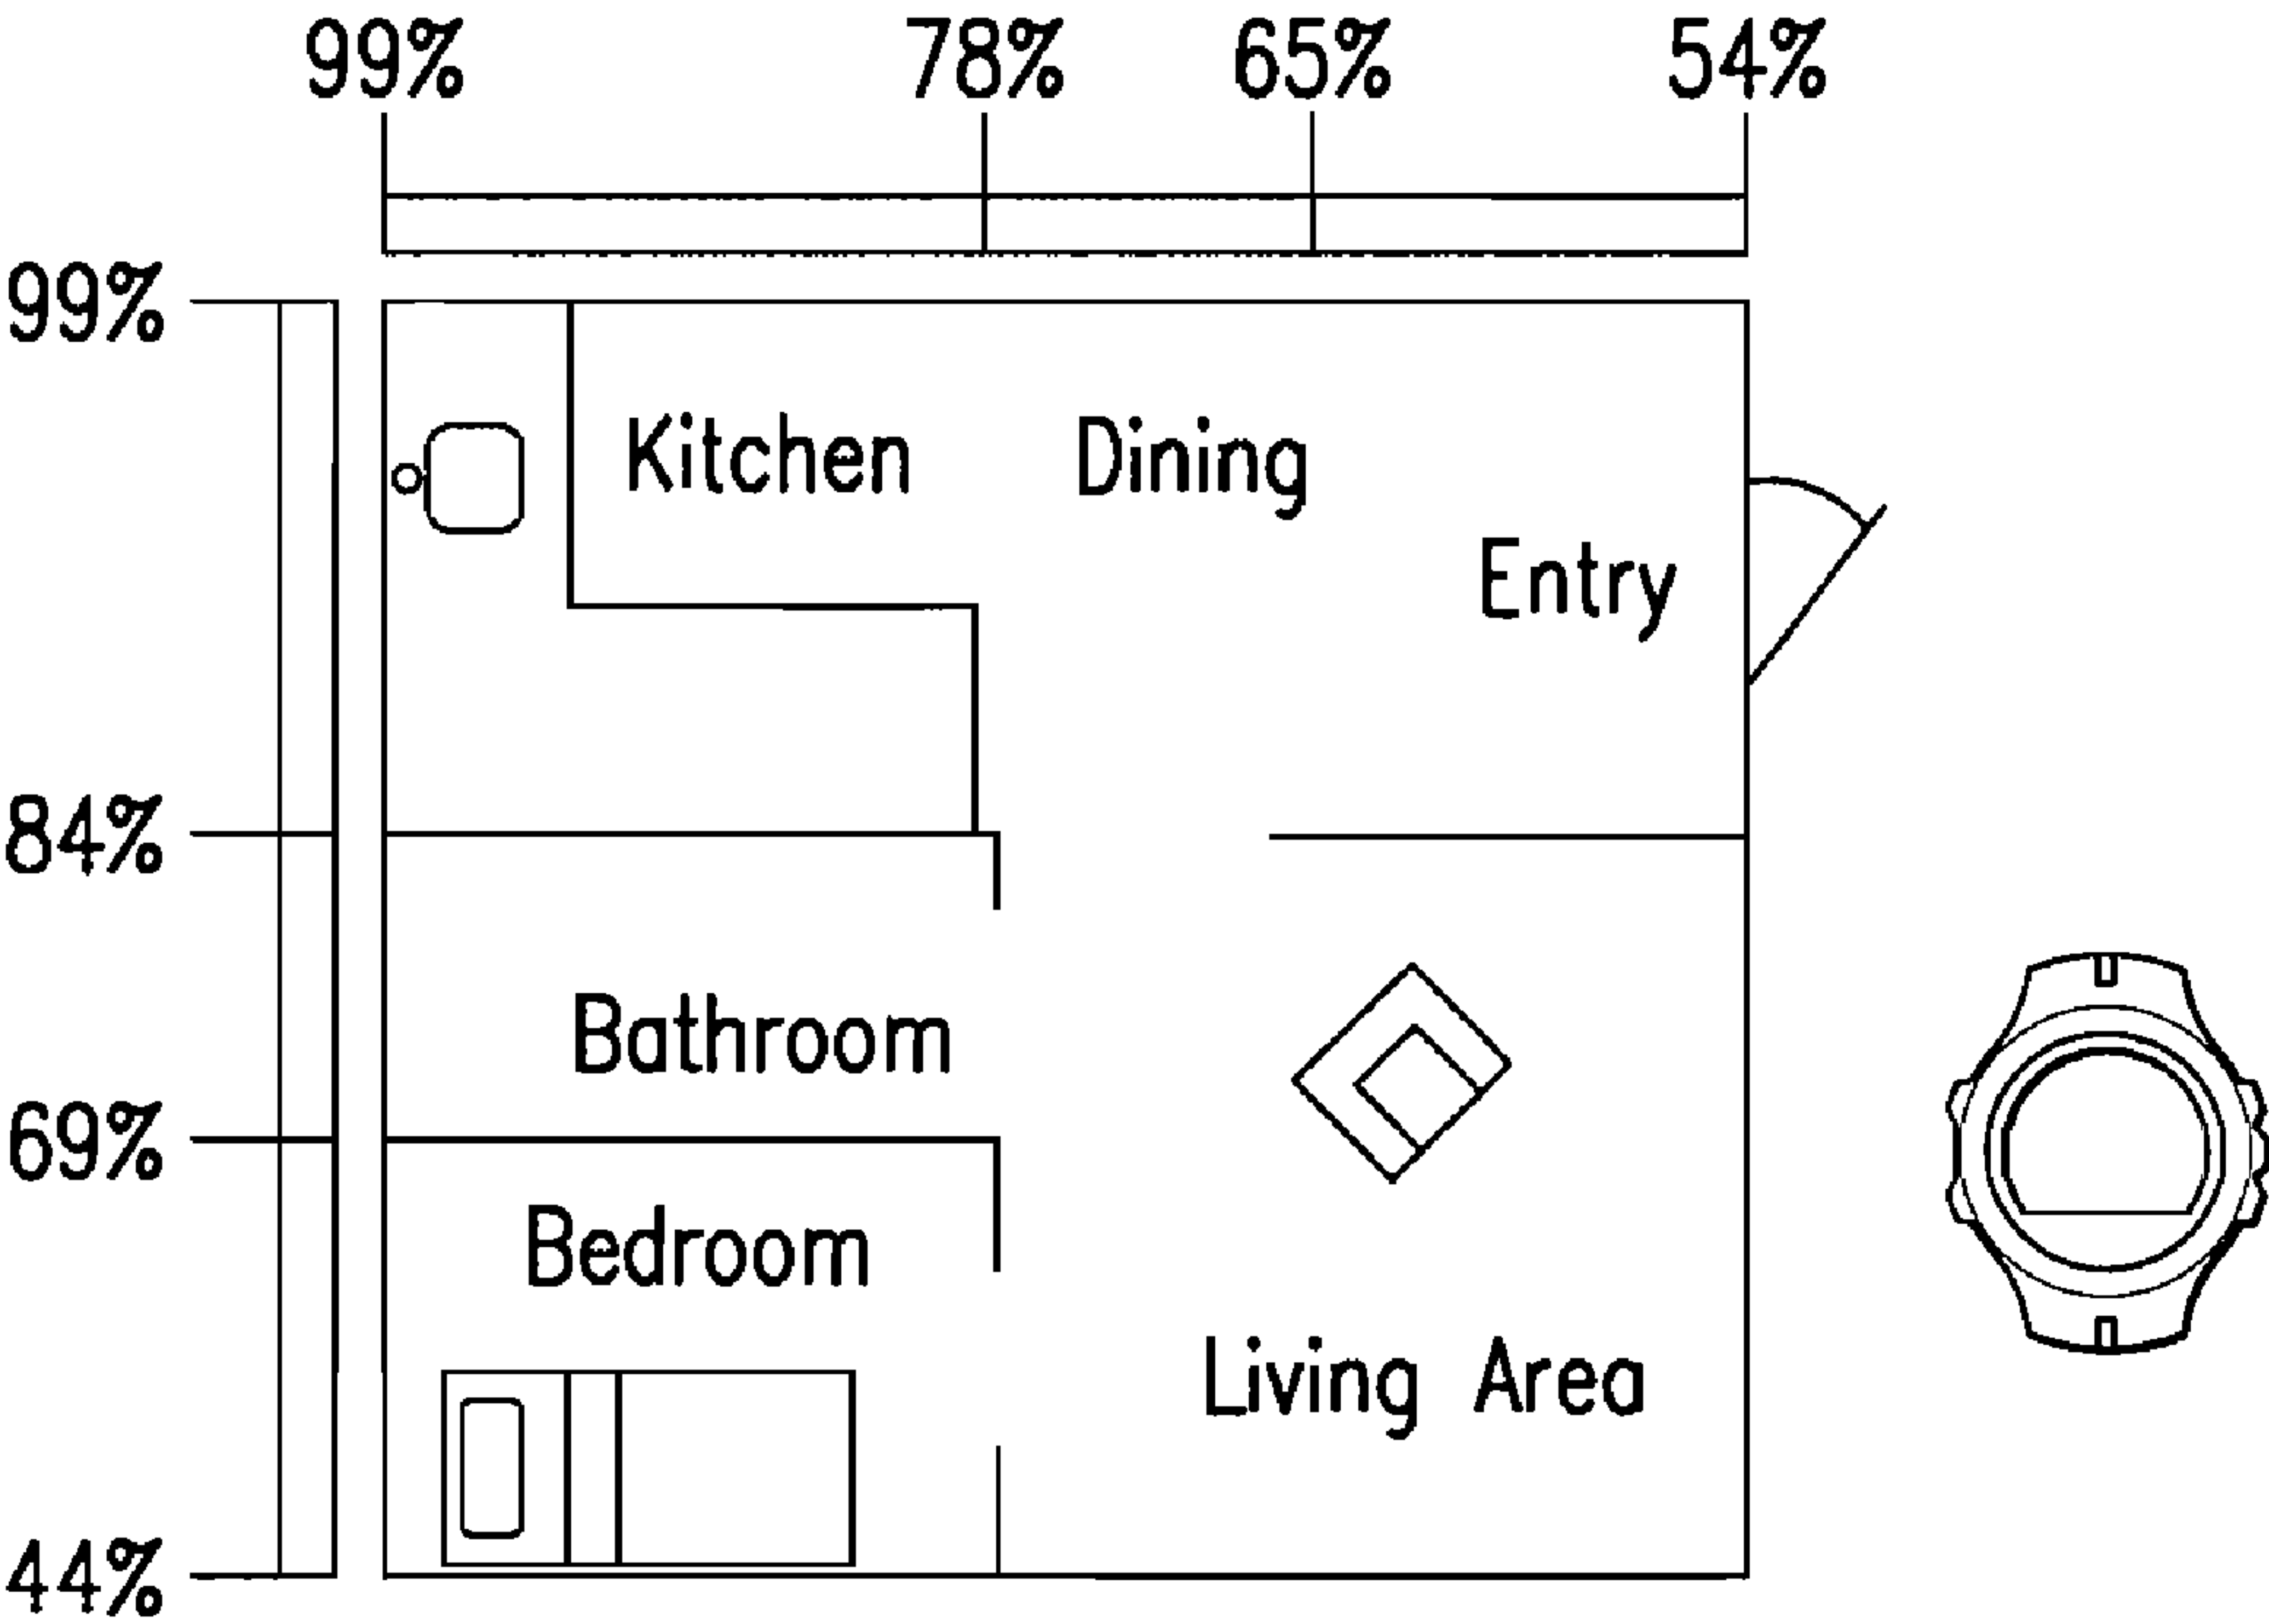 99% 78% 65% 54%
99%
Kitchen Dining
Entry
84%
Bathroom
69%
Bedroom
Living Area
44%